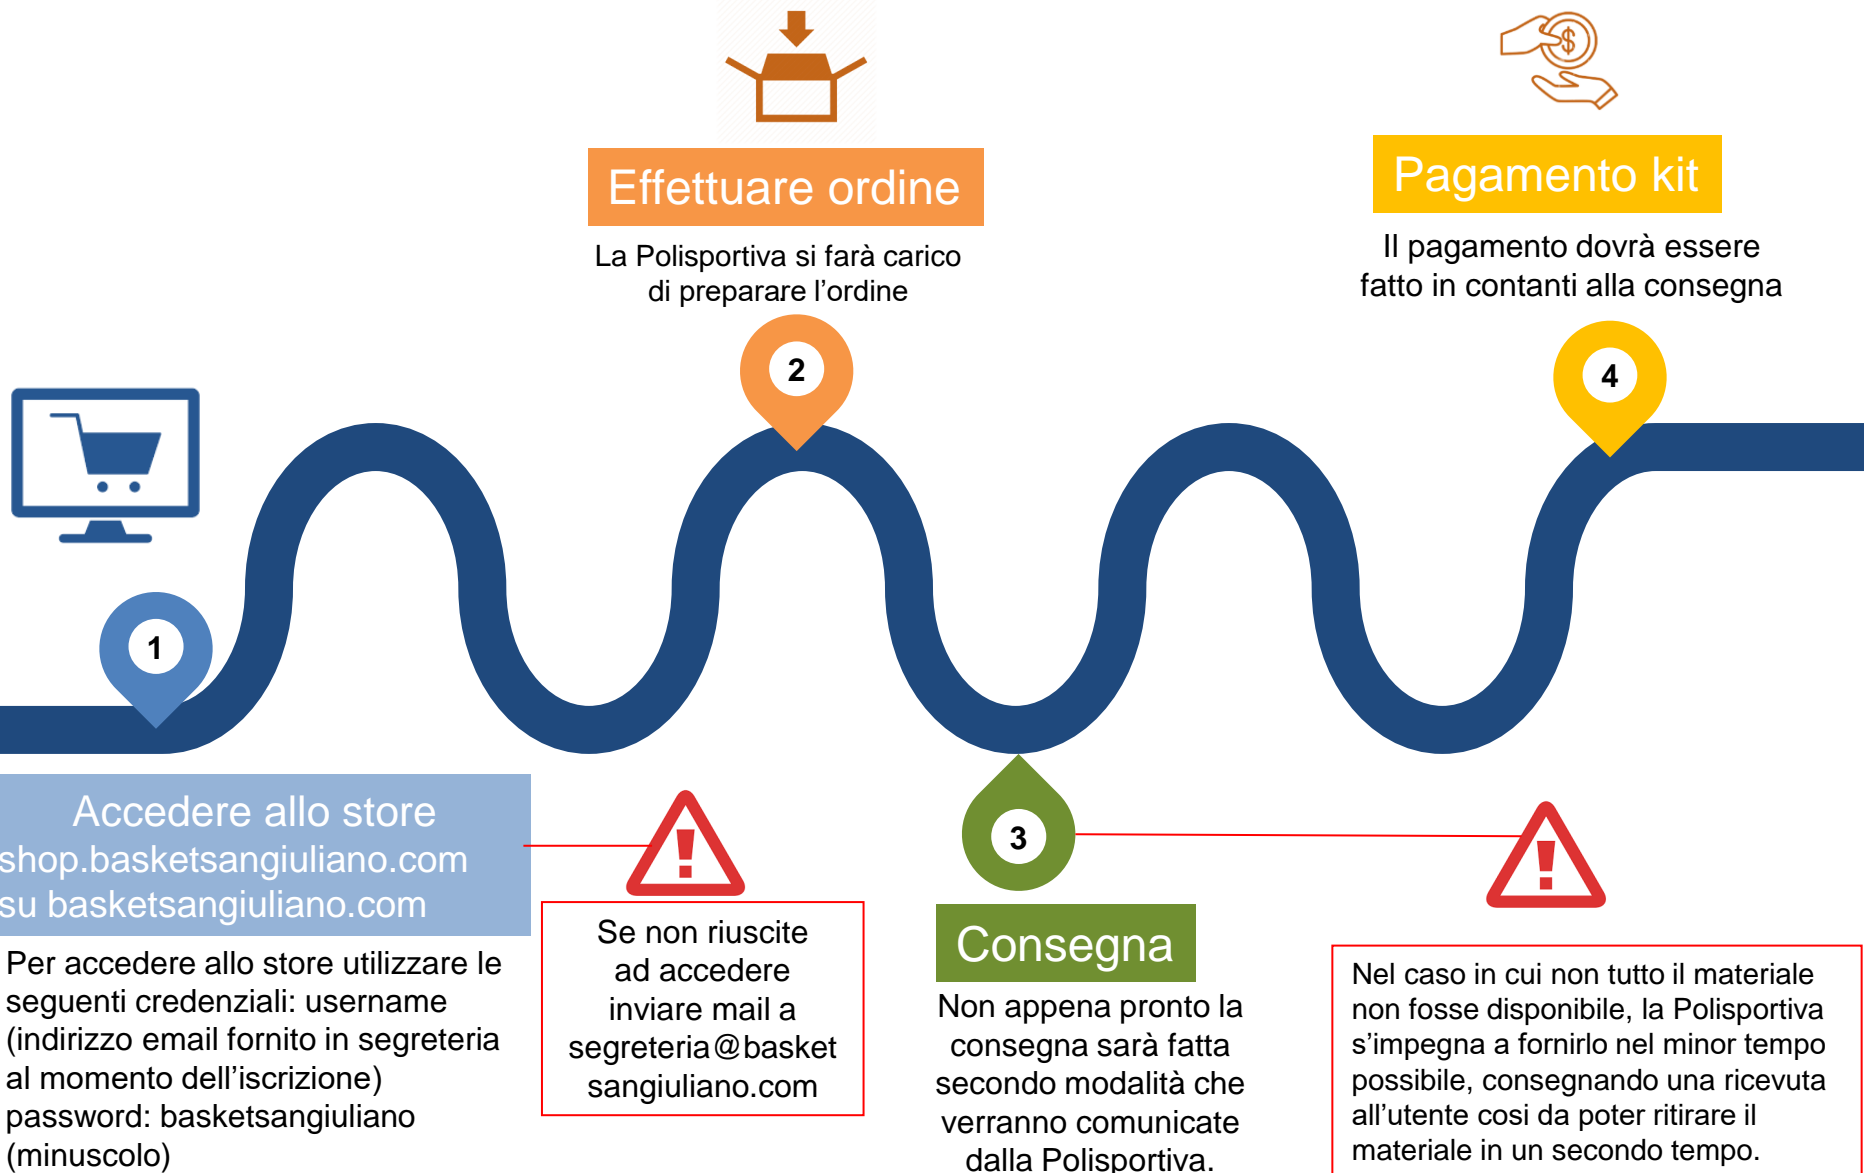 Effettuare ordine
La Polisportiva si farà carico
di preparare l’ordine
2
Pagamento kit
Il pagamento dovrà essere
fatto in contanti alla consegna
4
1
Accedere allo store
shop.basketsangiuliano.com
su basketsangiuliano.com
Per accedere allo store utilizzare le
seguenti credenziali: username
(indirizzo email fornito in segreteria
al momento dell’iscrizione)
password: basketsangiuliano
(minuscolo)
!
Se non riuscite
ad accedere
inviare mail a
segreteria@basket
sangiuliano.com
3
Consegna
Non appena pronto la
consegna sarà fatta
secondo modalità che
verranno comunicate
dalla Polisportiva.
!
Nel caso in cui non tutto il materiale
non fosse disponibile, la Polisportiva
s’impegna a fornirlo nel minor tempo
possibile, consegnando una ricevuta
all’utente cosi da poter ritirare il
materiale in un secondo tempo.